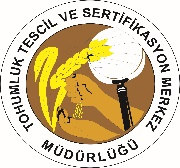 TOHUMLUK TESCİL VE SERTİFİKASYON MERKEZ
MÜDÜRLÜĞÜ